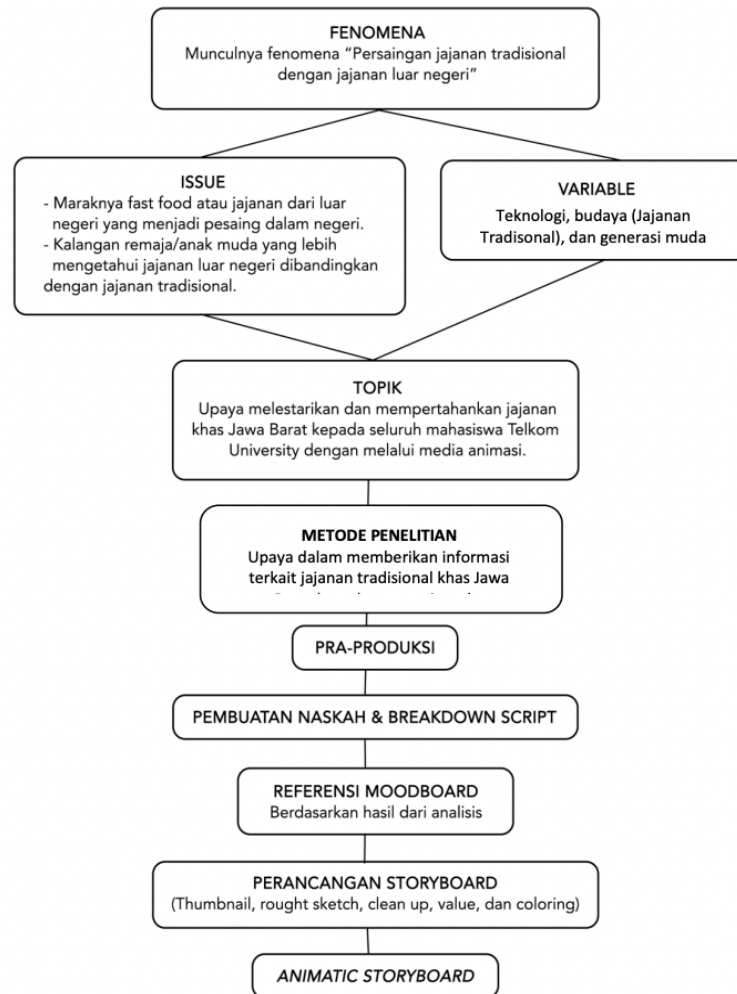 FENOMENA
Munculnya fenomena “Persaingan jajanan tradisional
dengan jajanan luar negeri”
ISSUE
- Maraknya fast food atau jajanan dari luar
negeri yang menjadi pesaing dalam negeri.
- Kalangan remaja/anak muda yang lebih
mengetahui jajanan luar negeri dibandingkan
dengan jajanan tradisional.
VARIABLE
Teknologi, budaya (Jajanan
Tradisonal), dan generasi muda
TOPIK
Upaya melestarikan dan mempertahankan jajanan
khas Jawa Barat kepada seluruh mahasiswa Telkom
University dengan melalui media animasi.
METODE PENELITIAN
Upaya dalam memberikan informasi
terkait jajanan tradisional khas Jawa
PRA-PRODUKSI
PEMBUATAN NASKAH & BREAKDOWN SCRIPT
REFERENSI MOODBOARD
Berdasarkan hasil dari analisis
PERANCANGAN STORYBOARD
(Thumbnail, rought sketch, clean up, value, dan coloring)
ANIMATIC STORYBOARD